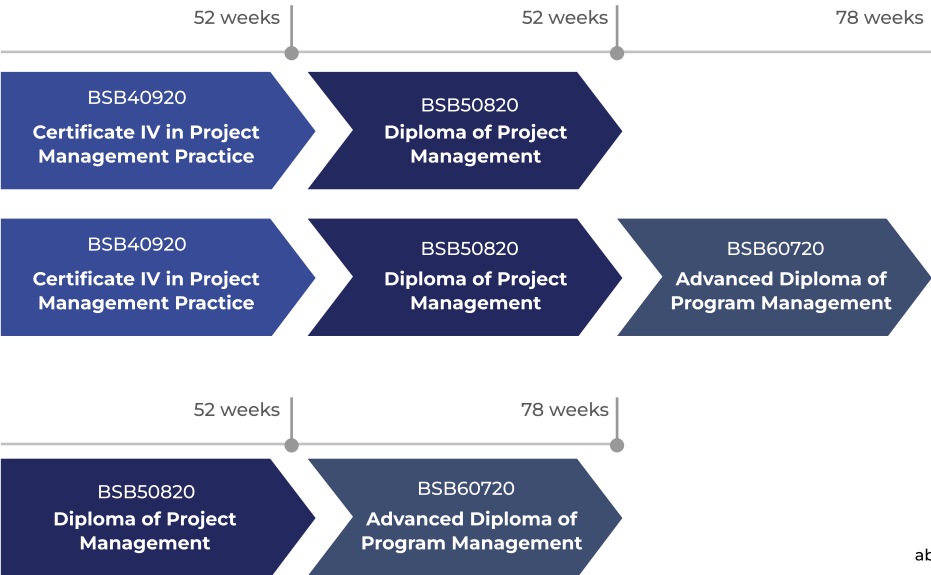 52 weeks
52 weeks
78 weeks
BSB40920
Certificate IV in Project
Management Practice
BSB50820
Diploma of Project
Management
BSB40920
Certificate IV in Project
Management Practice
BSB50820
Diploma of Project
Management
BSB60720
Advanced Diploma of
Program Management
52 weeks
78 weeks
BSB50820
Diploma of Project
Management
BSB60720
Advanced Diploma of
Program Management